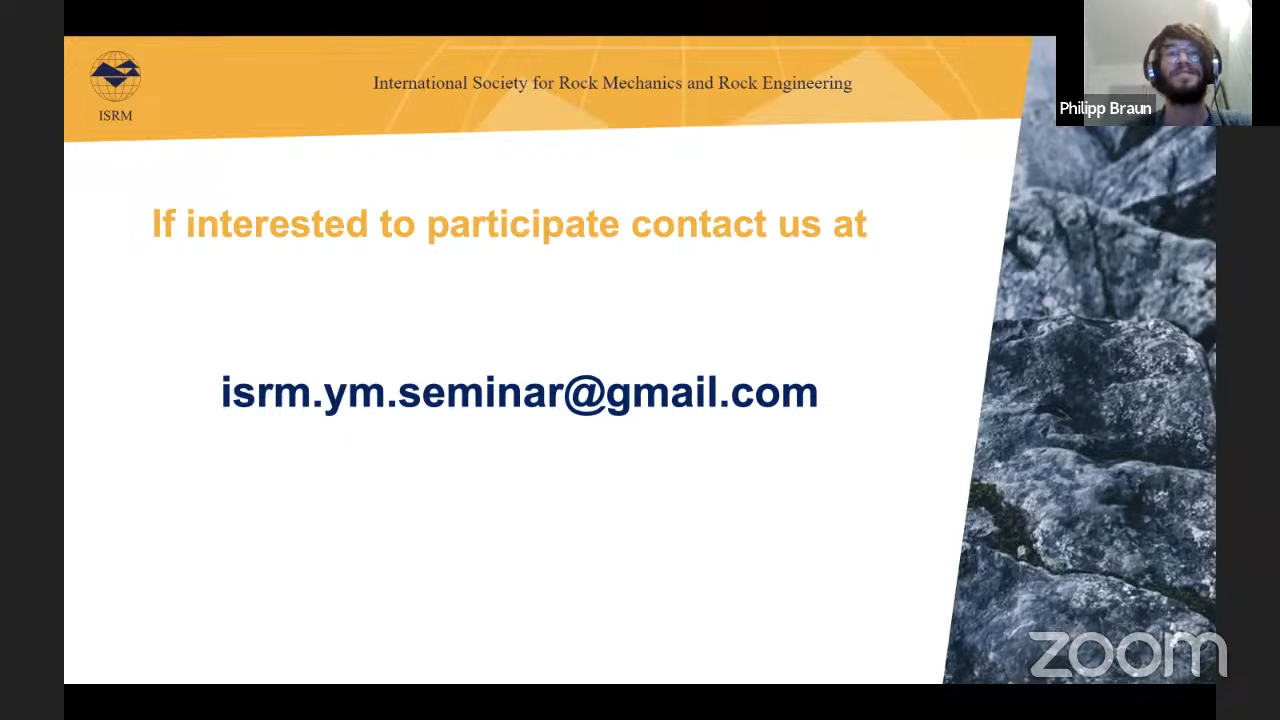 International Society for Rock Mechanics and Rock Engineering
ISRM
Philipp Braun
If interested to participate contact us at
isrm.ym.seminar@gmail.com
zoom